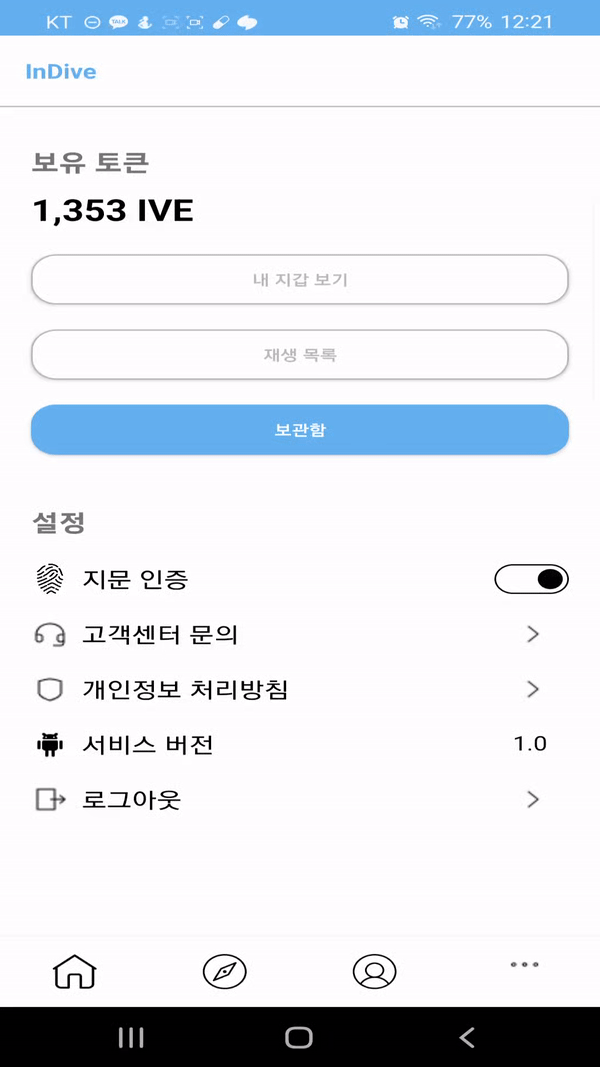 KT TALK 77% 12:21
InDive
보유 토큰
1,353 IVE
내 지갑 보기
재생 목록
보관함
설정
지문 인증
고객센터 문의
개인정보 처리방침
서비스 버전 1.0
로그아웃